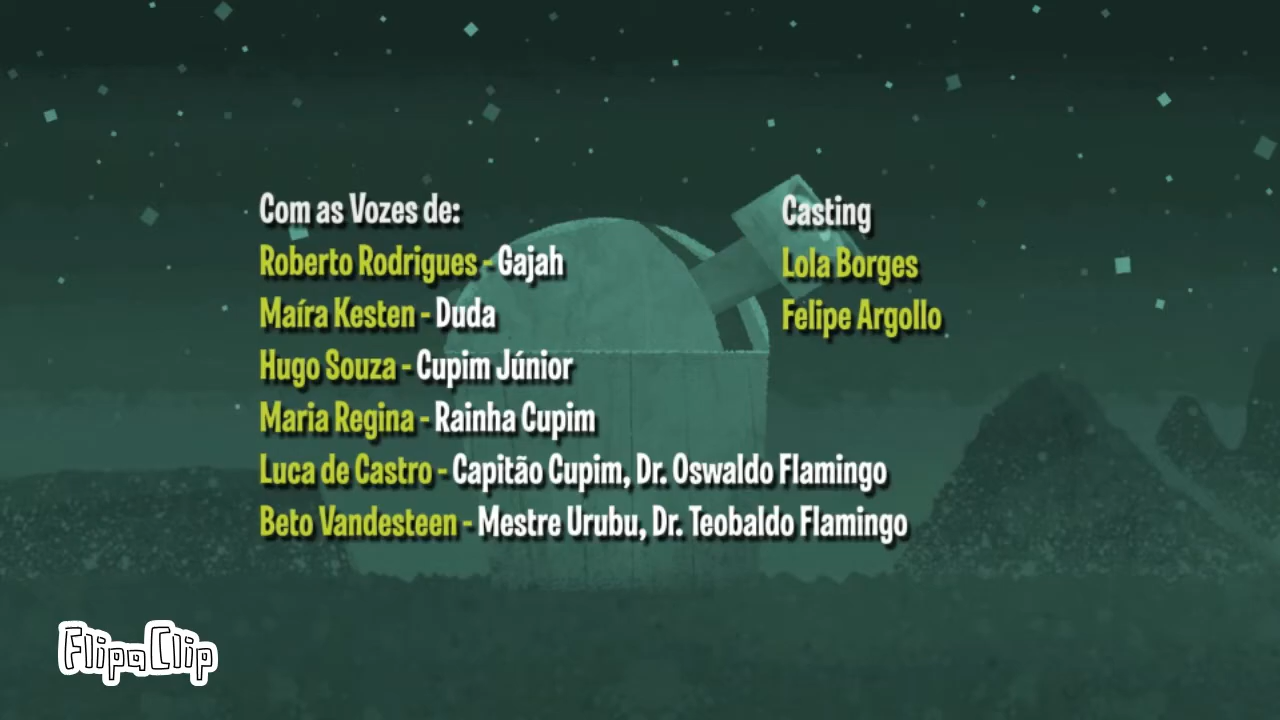 Com as Vozes de:
Roberto Rodrigues - Gajah
Maíra Kesten - Duda
Hugo Souza - Cupim Júnior
Maria Regina - Rainha Cupim
Luca de Castro - Capitão Cupim, Dr. Oswaldo Flamingo
Beto Vandesteen - Mestre Urubu, Dr. Teobaldo Flamingo
Casting
Lola Borges
Felipe Argollo
FlipaClip